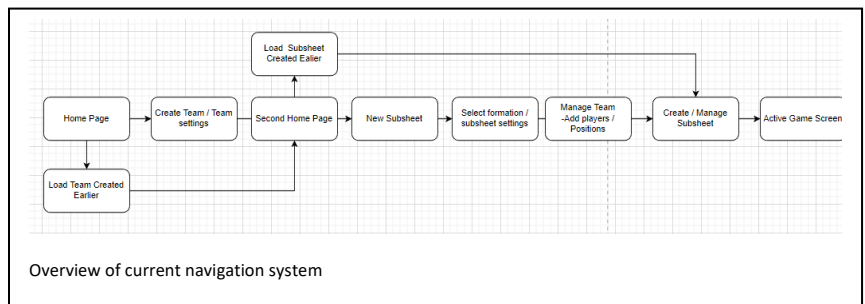 Load Subsheet
Created Ealier
Home Page
Create Team / Team
settings
Second Home Page
New Subsheet
Select formation /
subsheet settings
Manage Team
-Add players /
Positions
Create / Manage
Subsheet
Active Game Screen
Load Team Created
Earlier
Overview of current navigation system